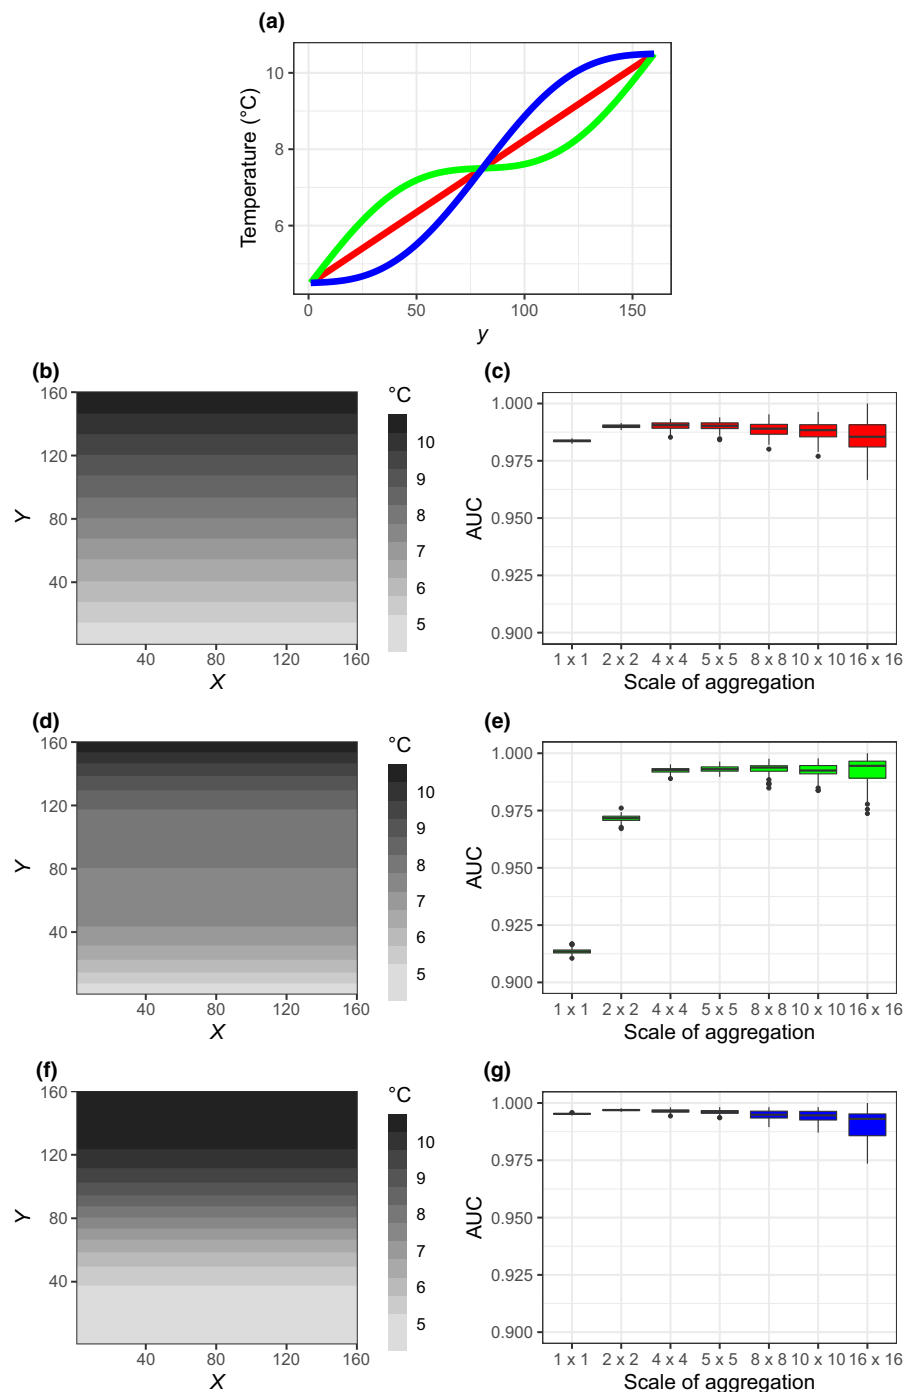 (a)
10
8
6
Temperature (°C)
0 50 100 150
y
(b)
160
120
80
40
Y
40 80 120 160
X
°C
10
9
8
7
6
5
(c)
1.000
0.975
0.950
0.925
0.900
AUC
1 x 1 2 x 2 4 x 4 5 x 5 8 x 8 10 x 10 16 x 16
Scale of aggregation
(d)
160
120
80
40
Y
40 80 120 160
X
°C
10
9
8
7
6
5
(e)
1.000
0.975
0.950
0.925
0.900
AUC
1 x 1 2 x 2 4 x 4 5 x 5 8 x 8 10 x 10 16 x 16
Scale of aggregation
(f)
160
120
80
40
Y
40 80 120 160
X
°C
10
9
8
7
6
5
(g)
1.000
0.975
0.950
0.925
0.900
AUC
1 x 1 2 x 2 4 x 4 5 x 5 8 x 8 10 x 10 16 x 16
Scale of aggregation